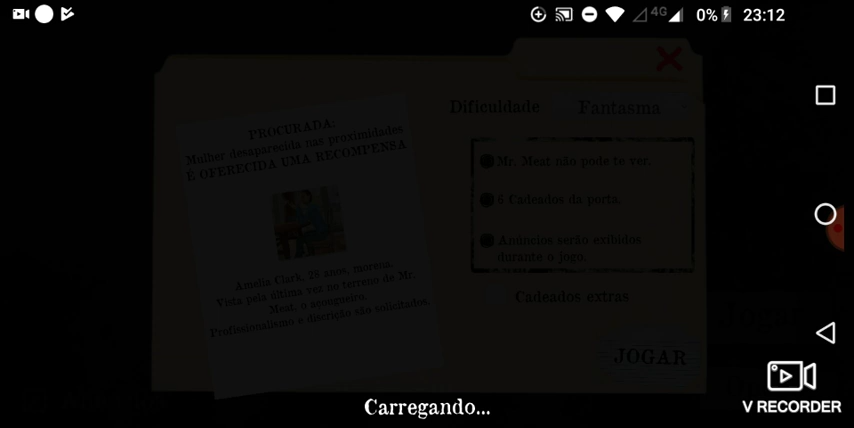 4G
0%
23:12
PROCURADA:
Mulher desaparecida nas proximidades
É OFERECIDA UMA RECOMPENSA
Amelia Clark, 26 anos, morena.
Vista pela última vez no terreno de Mr.
Meat, o açougueiro.
Profissionalismo e discrição são solicitados.
Dificuldade Fantasma
Mr. Meat não pode te ver.
5 Cadeados da porta.
Anúncios serão exibidos
durante o jogo.
Cadeados extras
JOGAR
Carregando...
V RECORDER